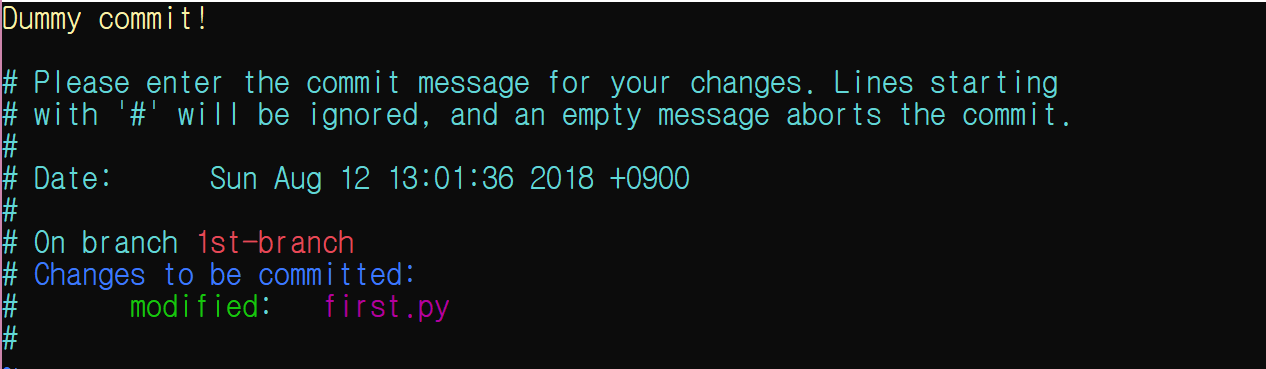 Dummy commit!
# Please enter the commit message for your changes. Lines starting
# with '#' will be ignored, and an empty message aborts the commit.
#
# Date:      Sun Aug 12 13:01:36 2018 +0900
#
# On branch 1st-branch
# Changes to be committed:
#       modified:   first.py
#